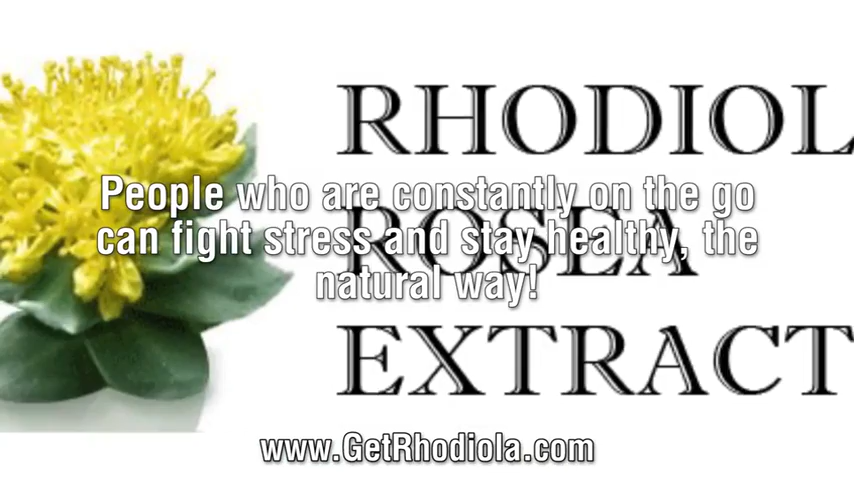 RHODIOL
People who are constantly on the go
can fight stress and stay healthy, the
natural way!
ROSEA
EXTRACT
www.GetRhodiola.com